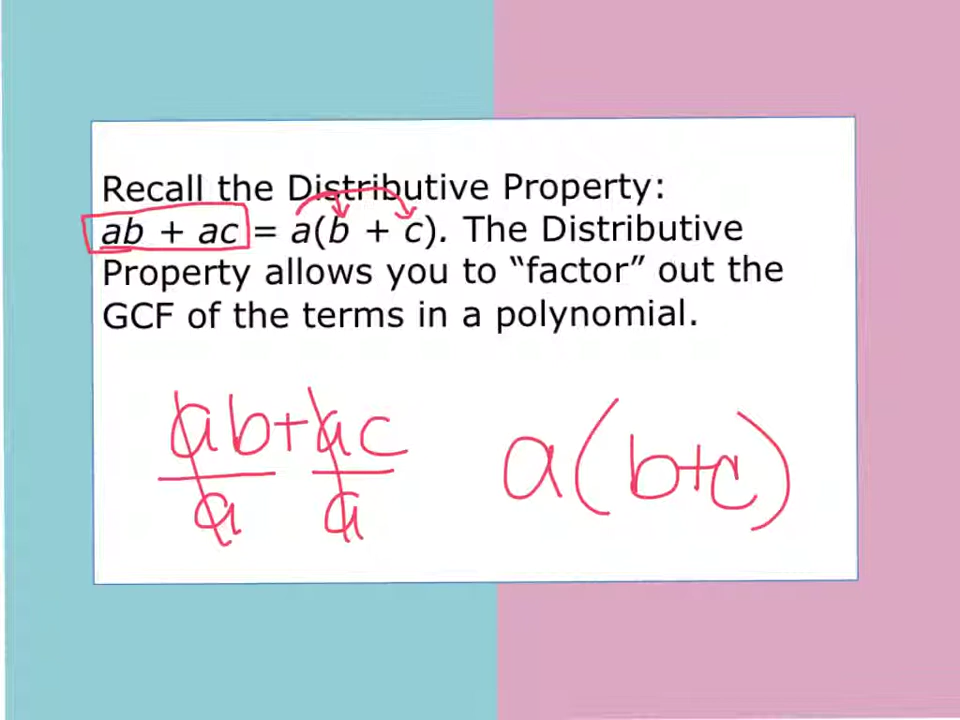 Recall the Distributive Property:
ab + ac = a(b + c). The Distributive
Property allows you to “factor” out the
GCF of the terms in a polynomial.
ab+ac a(b+c)
a a